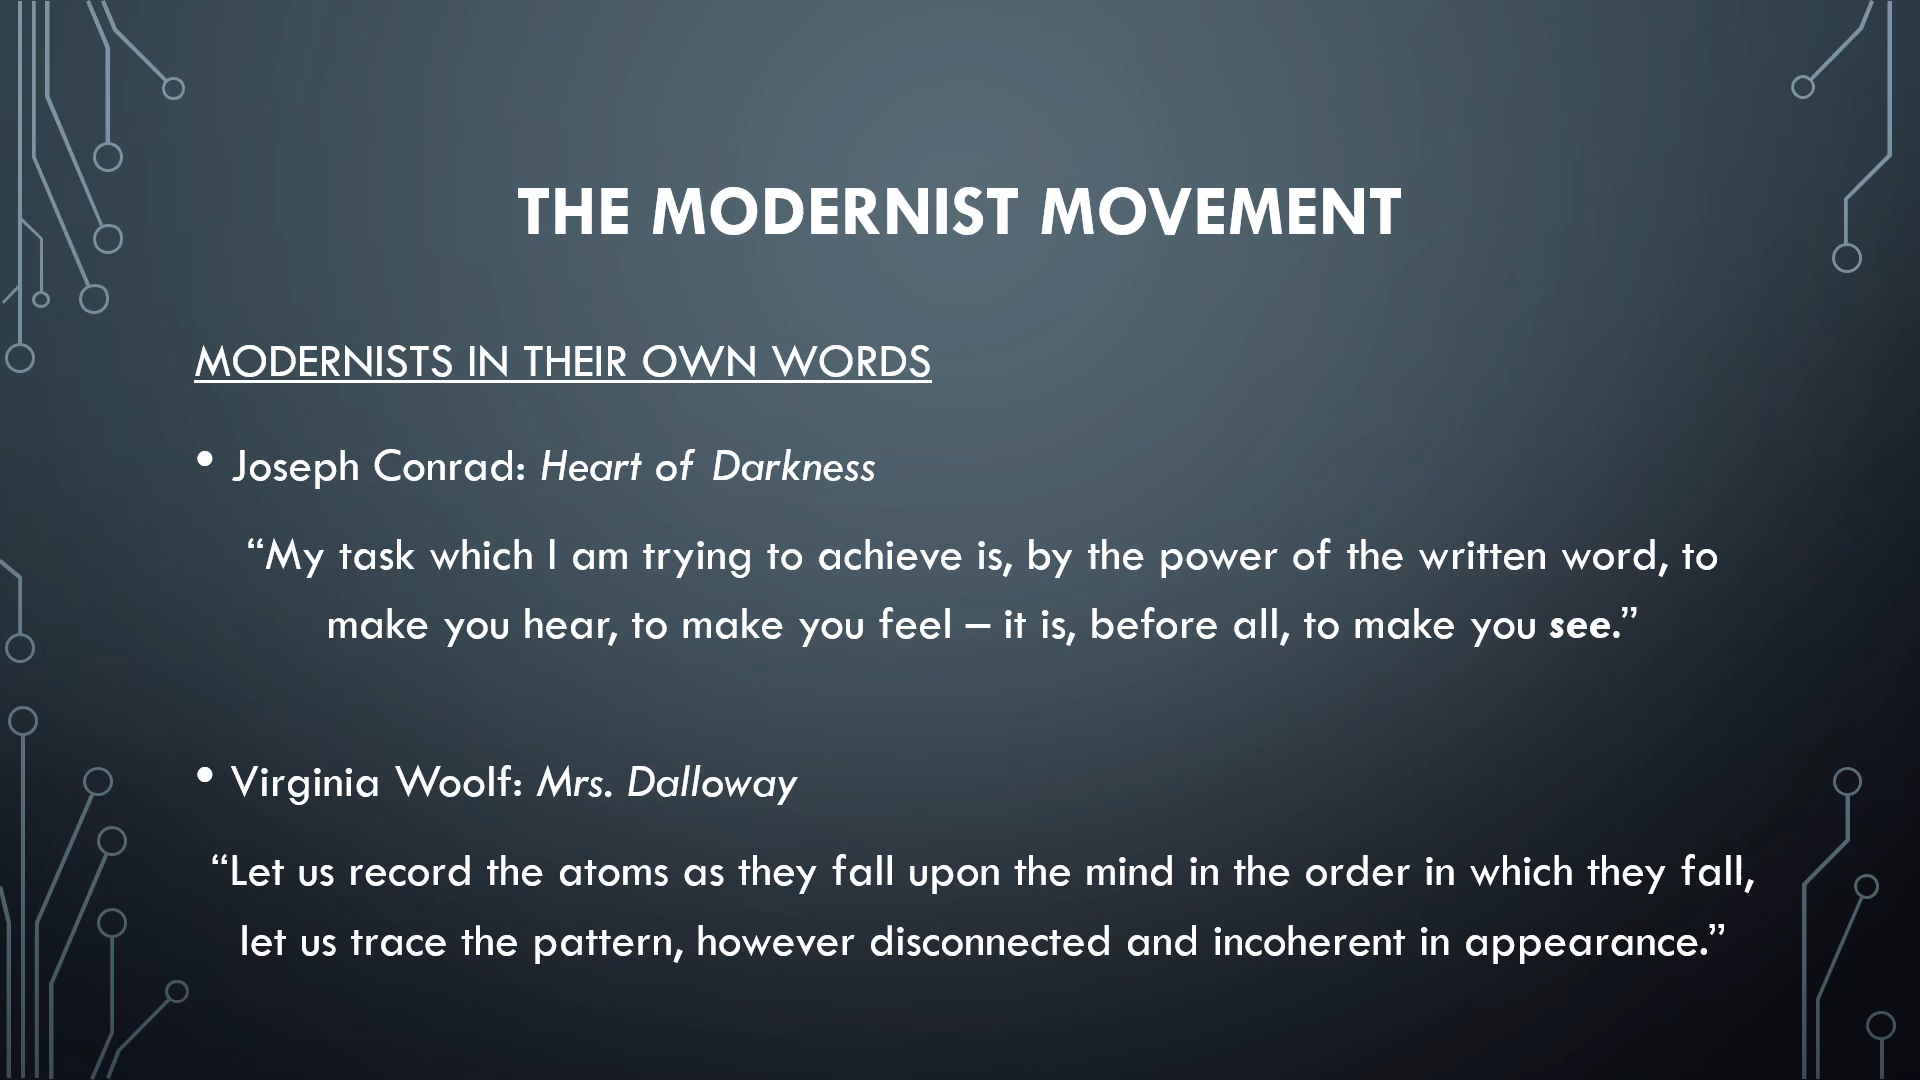 THE MODERNIST MOVEMENT
MODERNISTS IN THEIR OWN WORDS
• Joseph Conrad: Heart of Darkness
“My task which I am trying to achieve is, by the power of the written word, to
make you hear, to make you feel – it is, before all, to make you see.”
• Virginia Woolf: Mrs. Dalloway
“Let us record the atoms as they fall upon the mind in the order in which they fall,
let us trace the pattern, however disconnected and incoherent in appearance.”